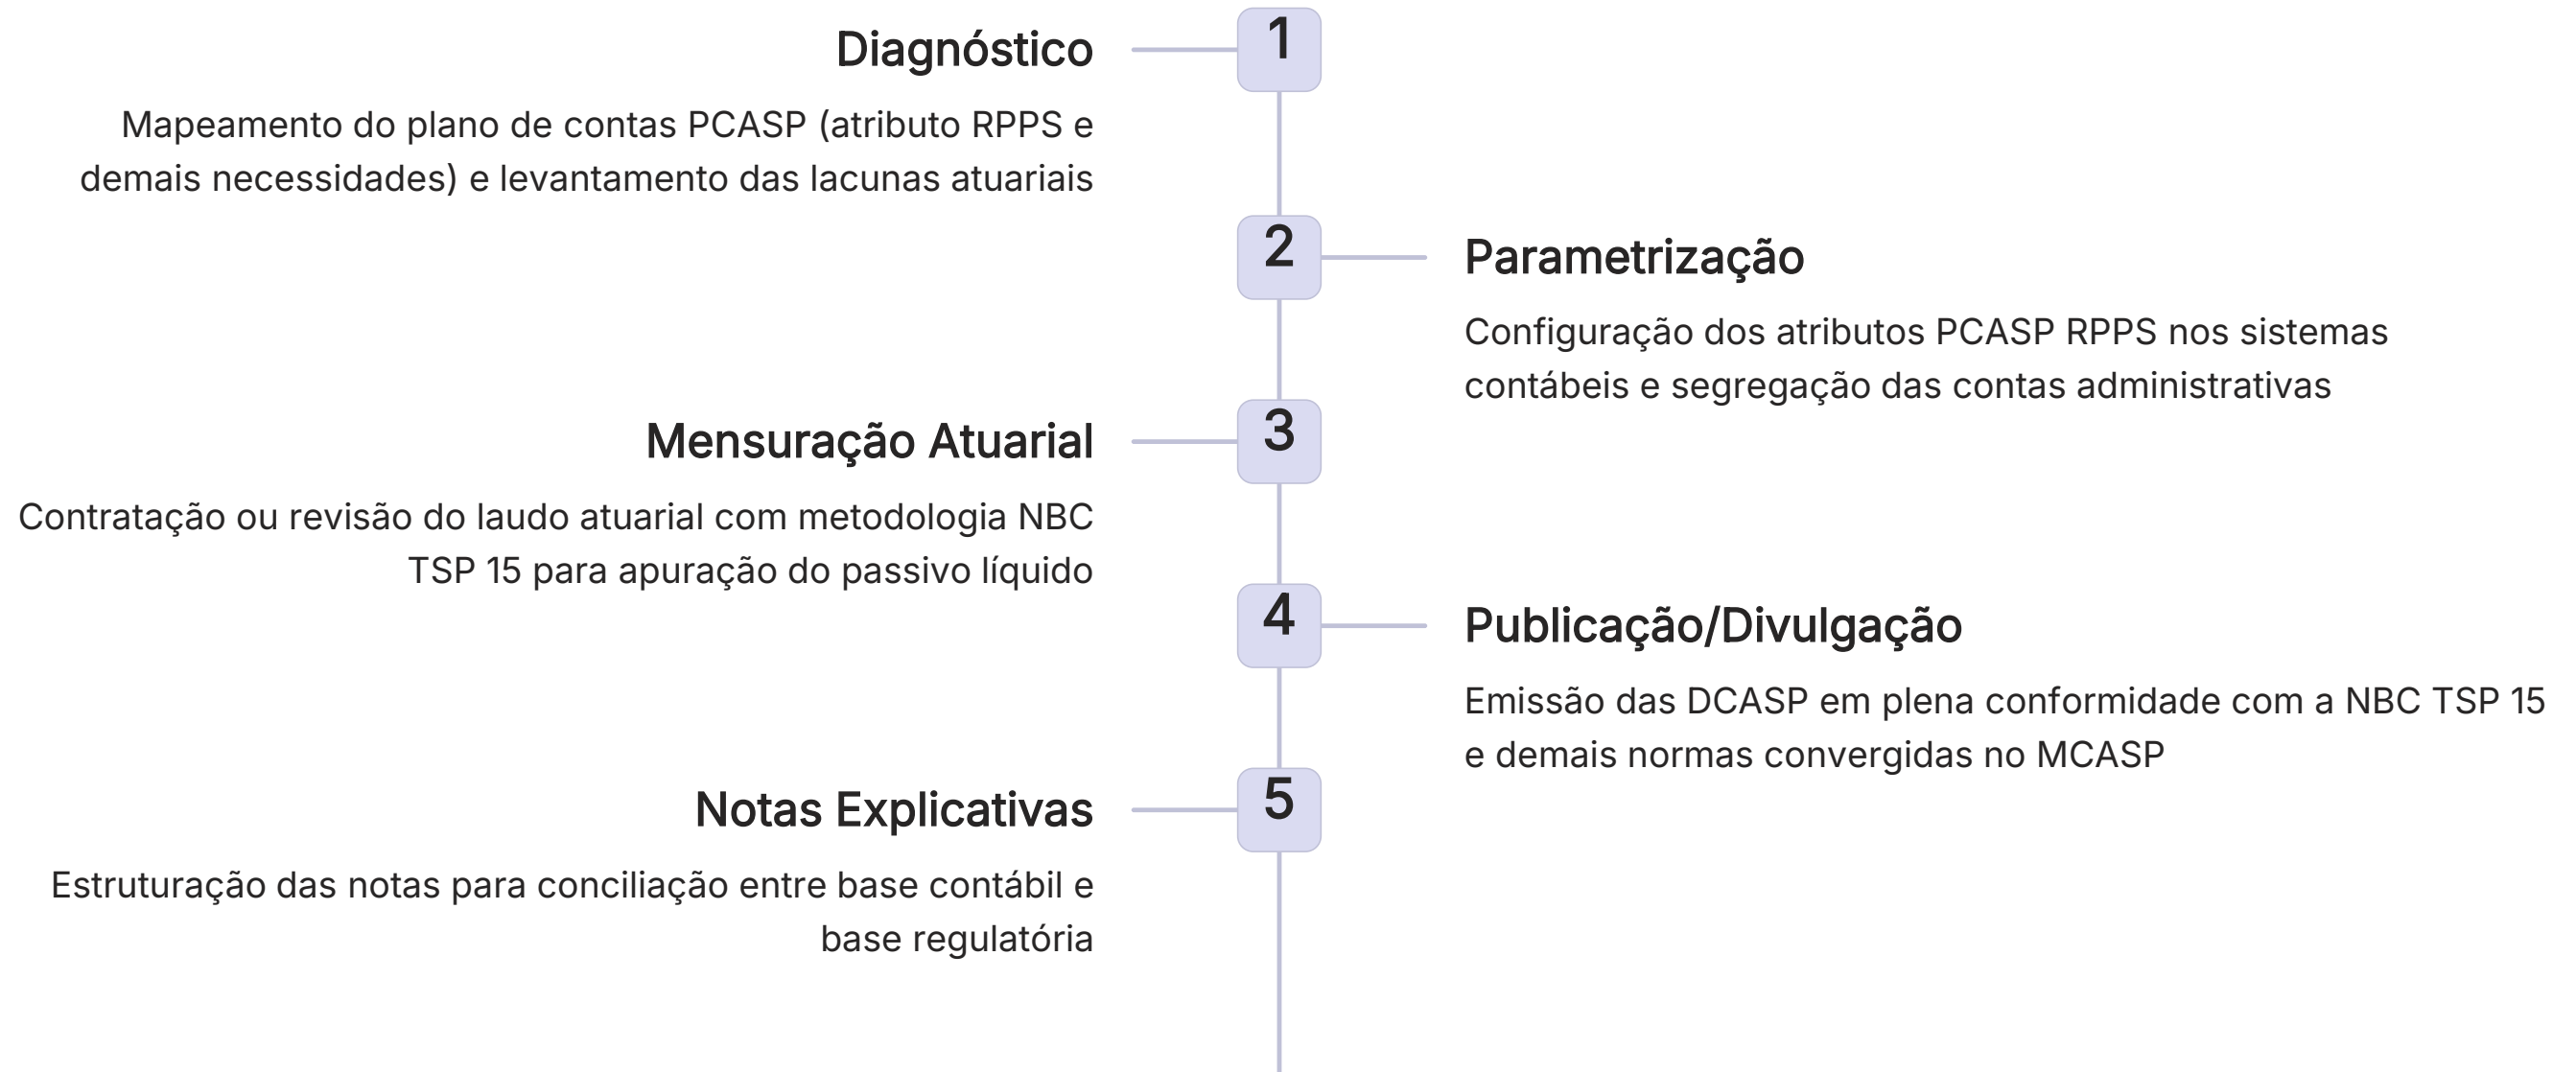 1
Diagnóstico
Mapeamento do plano de contas PCASP (atributo RPPS e
demais necessidades) e levantamento das lacunas atuariais
2
Parametrização
Configuração dos atributos PCASP RPPS nos sistemas
contábeis e segregação das contas administrativas
3
Mensuração Atuarial
Contratação ou revisão do laudo atuarial com metodologia NBC
TSP 15 para apuração do passivo líquido
4
Publicação/Divulgação
Emissão das DCASP em plena conformidade com a NBC TSP 15
e demais normas convergidas no MCASP
5
Notas Explicativas
Estruturação das notas para conciliação entre base contábil e
base regulatória